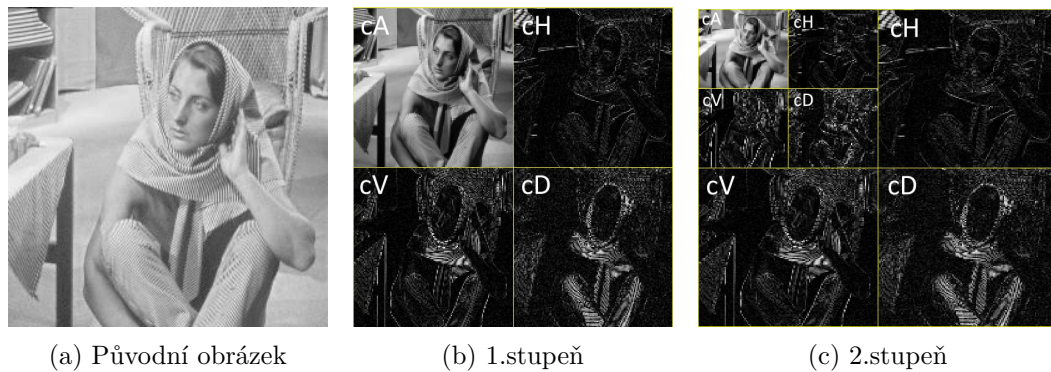 cA cH cA cH cH
cV cD
cV cD cV cD
(a) Původní obrázek (b) 1.stupeň (c) 2.stupeň